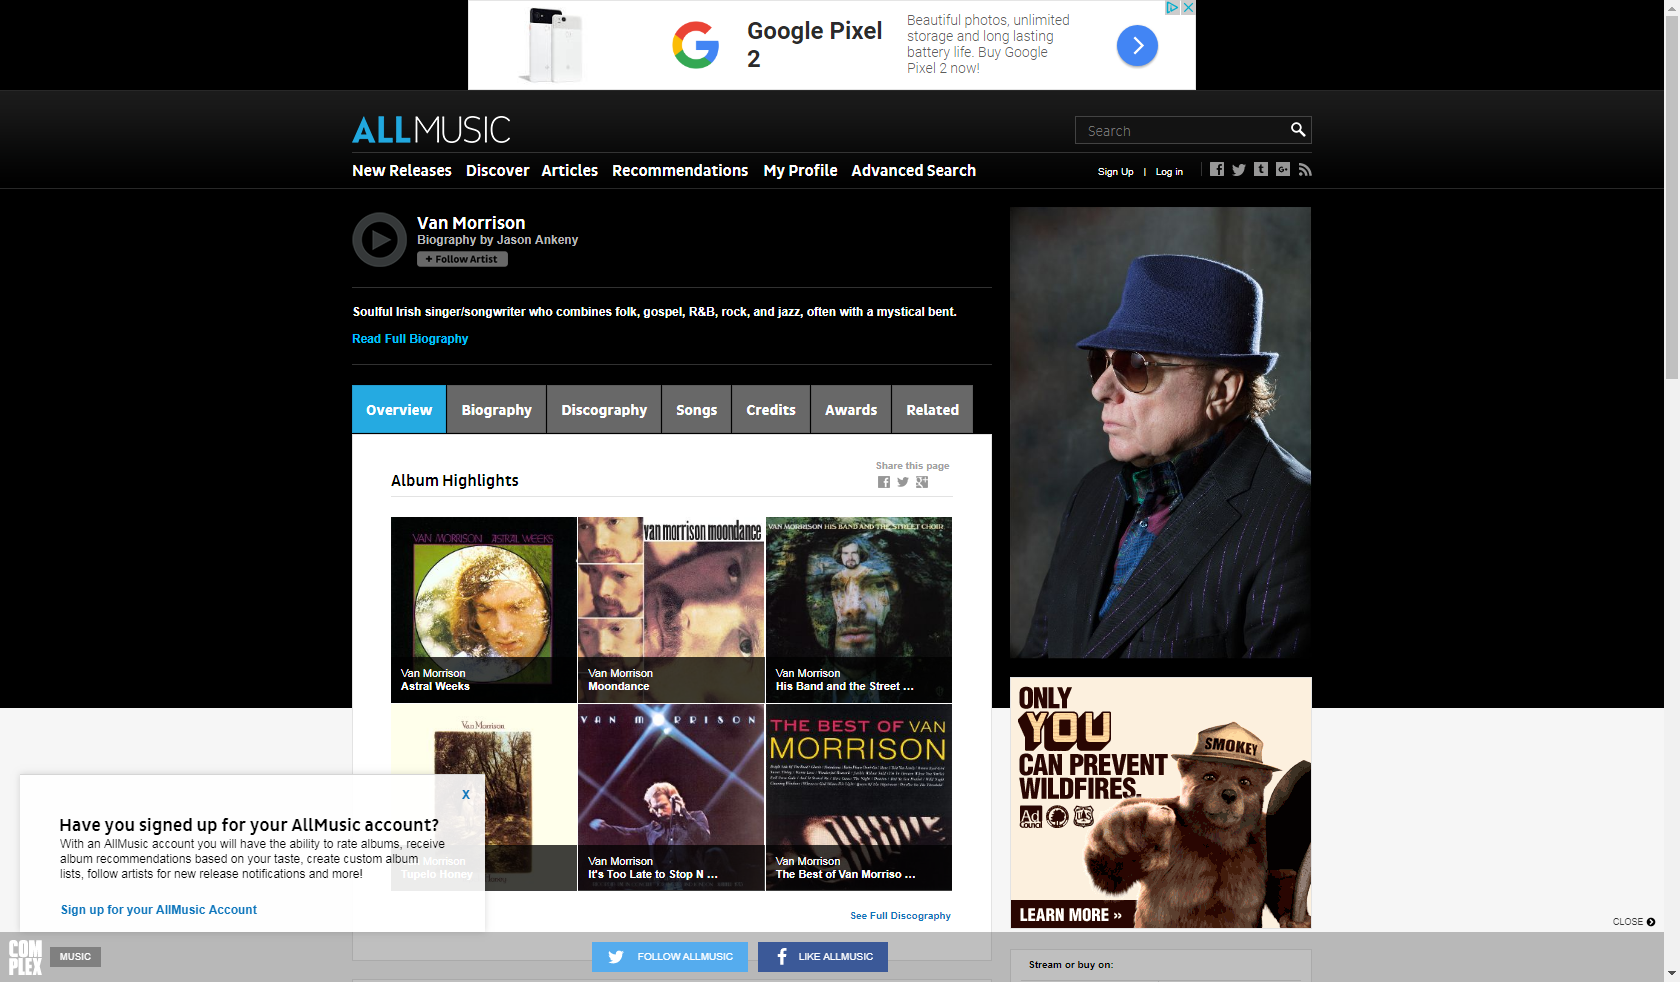 Google Pixel
2
Beautiful photos, unlimited
storage and long lasting
battery life. Buy Google
Pixel 2 now!
ALLMUSIC
Search
New Releases Discover Articles Recommendations My Profile Advanced Search
Sign Up | Log in
Van Morrison
Biography by Jason Ankeny
+ Follow Artist
Soulful Irish singer/songwriter who combines folk, gospel, R&B, rock, and jazz, often with a mystical bent.
Read Full Biography
Overview Biography Discography Songs Credits Awards Related
Share this page
Album Highlights
VAN MORRISON ASTRAL WEEKS
Van Morrison
Astral Weeks
van morrison moondance
Van Morrison
Moondance
VAN MORRISON HIS BAND AND THE STREET CHOIR
Van Morrison
His Band and the Street ...
Van Morrison
Morrison
Tupelo Honey
VAN MORRISON
Van Morrison
It's Too Late to Stop N ...
THE BEST OF VAN
MORRISON
Van Morrison
The Best of Van Morriso ...
See Full Discography
ONLY
YOU
CAN PREVENT
WILDFIRES.
SMOKEY
Ad
Council
LEARN MORE »
X
Have you signed up for your AllMusic account?
With an AllMusic account you will have the ability to rate albums, receive
album recommendations based on your taste, create custom album
lists, follow artists for new release notifications and more!
Sign up for your AllMusic Account
CLOSE
COM
PLEX
MUSIC
FOLLOW ALLMUSIC
LIKE ALLMUSIC
Stream or buy on: